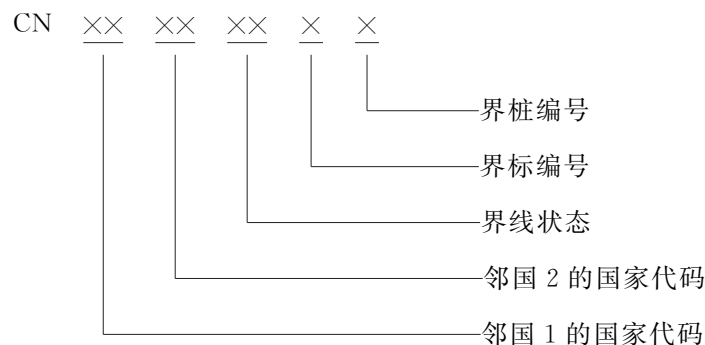 CN ×× ×× ×× × ×
界桩编号
界标编号
界线状态
邻国 2 的国家代码
邻国 1 的国家代码